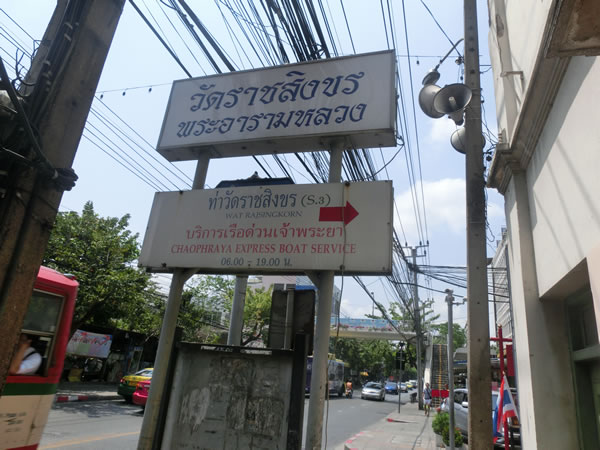 วัดราชสิงขร
พระอารามหลวง
ท่าวัดราชสิงขร (S.3)
WAT RAJSINGKORN
บริการเรือด่วนเจ้าพระยา
CHAOPHRAYA EXPRESS BOAT SERVICE
06.00 - 19.00 น.